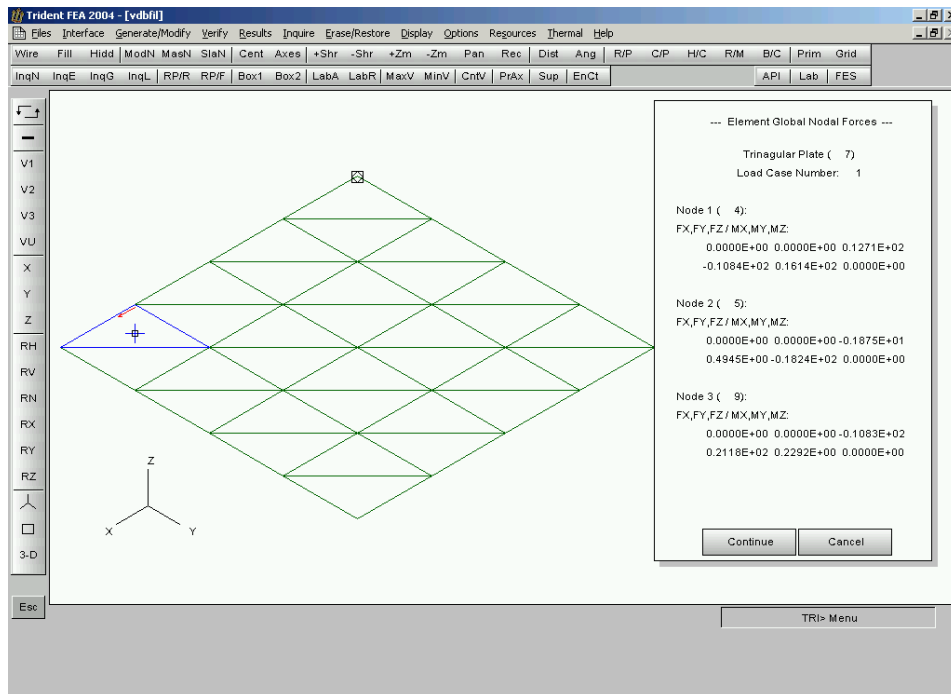 Trident FEA 2004 - [vdbfil]
Files Interface Generate/Modify Verify Results Inquire Erase/Restore Display Options Resources Thermal Help
Wire Fill Hidd ModN MasN SlaN Cent Axes +Shr -Shr +Zm -Zm Pan Rec Dist Ang R/P C/P H/C R/M B/C Prim Grid
InqN InqE InqG InqL RP/R RP/F Box1 Box2 LabA LabR MaxV MinV CntV PrAx Sup EnCt API Lab FES
V1
V2
V3
VU
X
Y
Z
RH
RV
RN
RX
RY
RZ
3-D
Esc
Z
X
Y
--- Element Global Nodal Forces ---
Trinagular Plate ( 7)
Load Case Number: 1
Node 1 ( 4):
FX,FY,FZ / MX,MY,MZ:
0.0000E+00 0.0000E+00 0.1271E+02
-0.1084E+02 0.1614E+02 0.0000E+00
Node 2 ( 5):
FX,FY,FZ / MX,MY,MZ:
0.0000E+00 0.0000E+00 -0.1875E+01
0.4945E+00 -0.1824E+02 0.0000E+00
Node 3 ( 9):
FX,FY,FZ / MX,MY,MZ:
0.0000E+00 0.0000E+00 -0.1083E+02
0.2118E+02 0.2292E+00 0.0000E+00
Continue Cancel
TRI> Menu